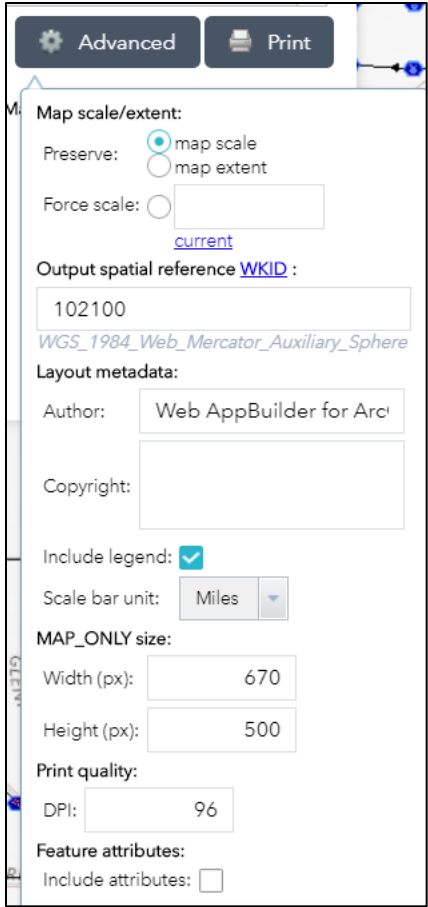 Advanced
Print
Map scale/extent:
Preserve: map scale
map extent
Force scale:
current
Output spatial reference WKID :
102100
WGS_1984_Web_Mercator_Auxiliary_Sphere
Layout metadata:
Author: Web AppBuilder for Arc
Copyright:
Include legend:
Scale bar unit: Miles
MAP_ONLY size:
Width (px): 670
Height (px): 500
Print quality:
DPI: 96
Feature attributes:
Include attributes: